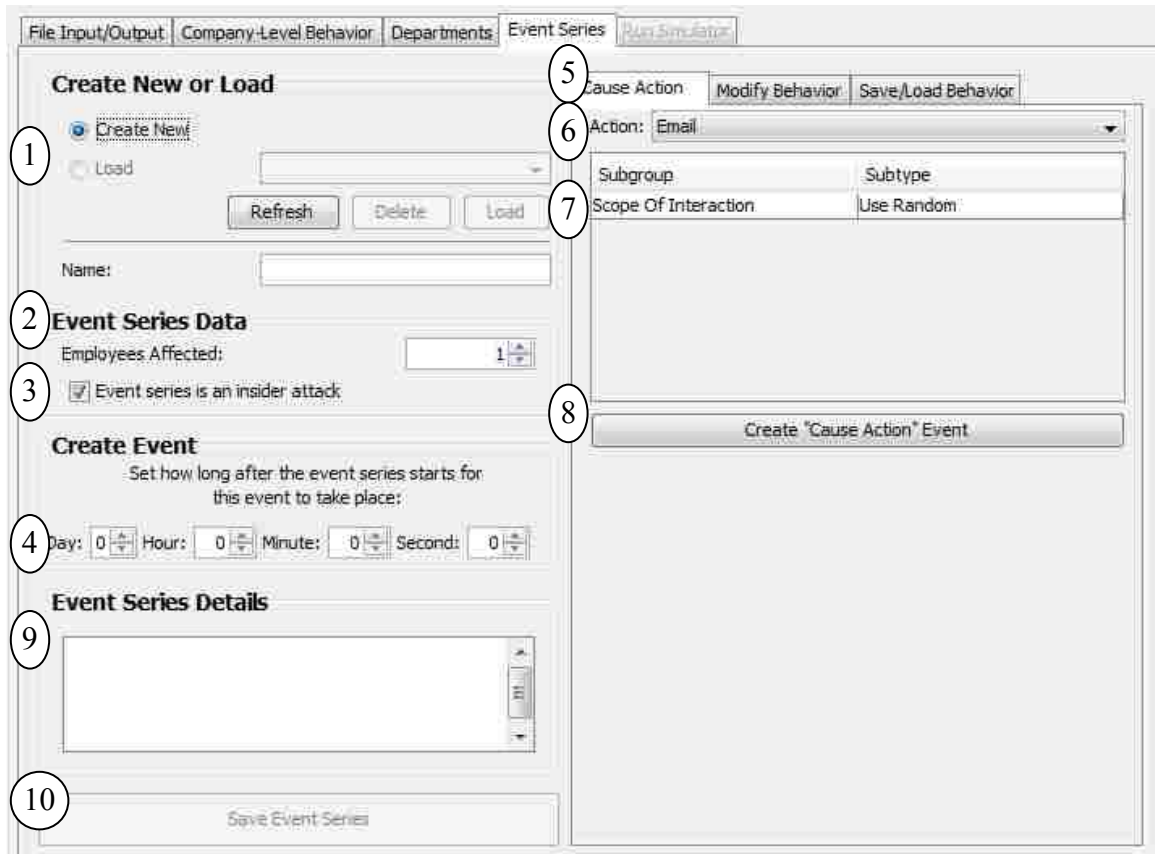 File Input/Output Company-Level Behavior Departments Event Series Run Simulator
Create New or Load
1
Create New
Load
Refresh Delete Load
Name:
2
Event Series Data
Employees Affected: 1
3
Event series is an insider attack
Create Event
Set how long after the event series starts for
this event to take place:
4
Day: 0 Hour: 0 Minute: 0 Second: 0
Event Series Details
9
10
Save Event Series
5
Cause Action Modify Behavior Save/Load Behavior
6
Action: Email
Subgroup Subtype
7
Scope Of Interaction Use Random
8
Create "Cause Action" Event